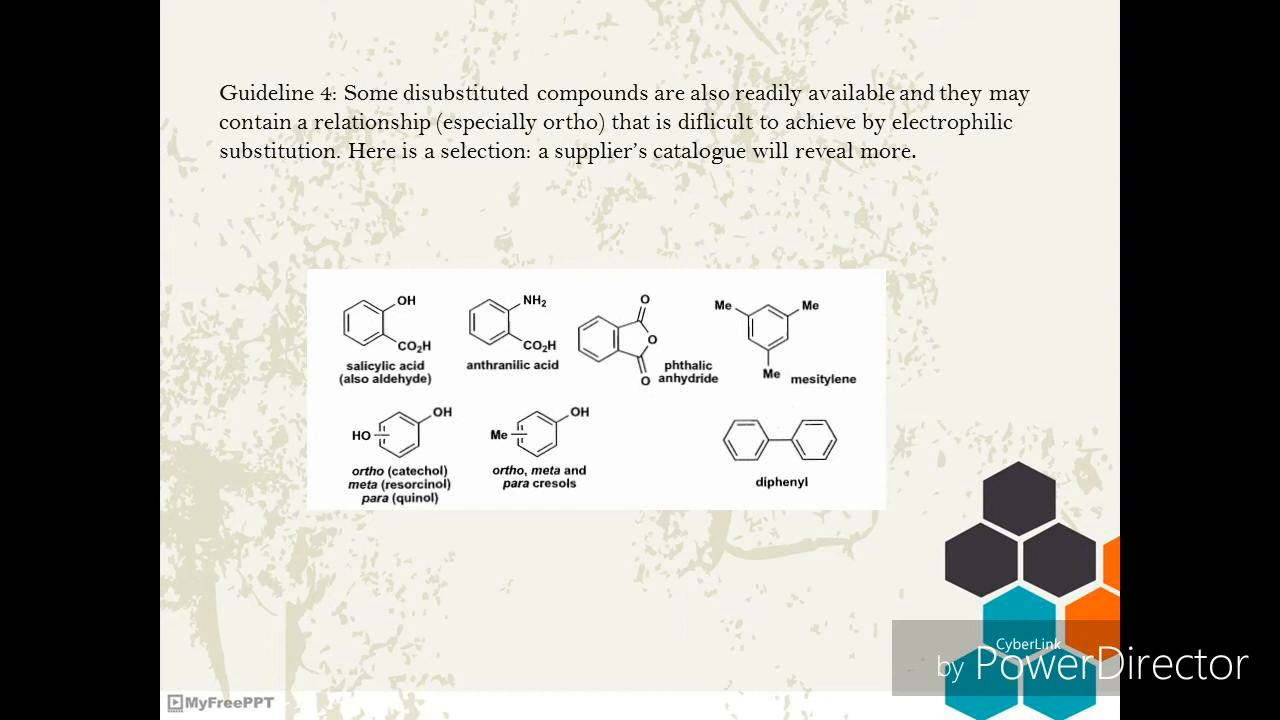 Guideline 4: Some disubstituted compounds are also readily available and they may
contain a relationship (especially ortho) that is diflicult to achieve by electrophilic
substitution. Here is a selection: a supplier's catalogue will reveal more.
OH
CO2H
salicylic acid
(also aldehyde)
NH2
CO2H
anthranilic acid
O
O
O
phthalic
anhydride
Me
Me
Me
mesitylene
HO
OH
ortho (catechol)
meta (resorcinol)
para (quinol)
Me
OH
ortho, meta and
para cresols
diphenyl
CyberLink
by PowerDirector
MyFreePPT